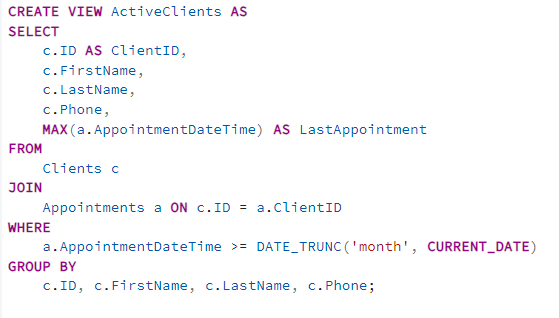 CREATE VIEW ActiveClients AS
SELECT
    c.ID AS ClientID,
    c.FirstName,
    c.LastName,
    c.Phone,
    MAX(a.AppointmentDateTime) AS LastAppointment
FROM
    Clients c
JOIN
    Appointments a ON c.ID = a.ClientID
WHERE
    a.AppointmentDateTime >= DATE_TRUNC('month', CURRENT_DATE)
GROUP BY
    c.ID, c.FirstName, c.LastName, c.Phone;